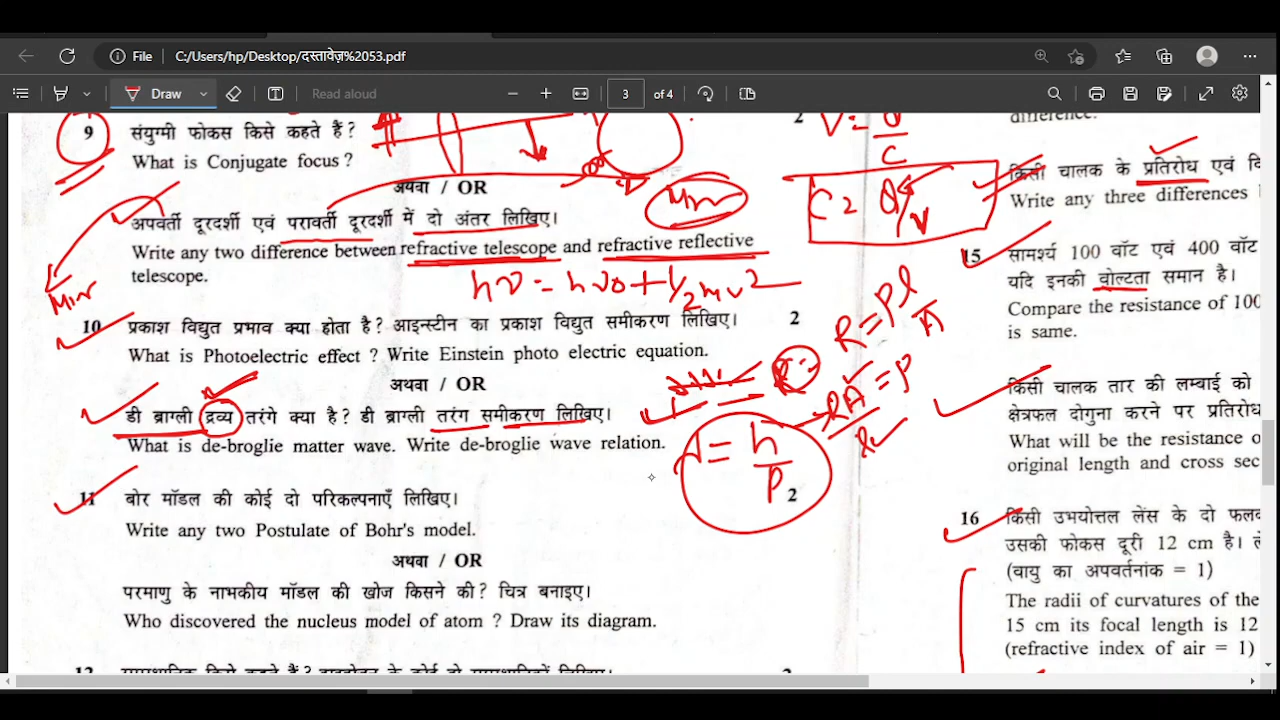 File C:/Users/hp/Desktop/दस्तावेज़%2053.pdf
Draw Read aloud 3 of 4
9 संयुग्मी फोकस किसे कहते हैं? 2
What is Conjugate focus ?
अथवा / OR
अपवर्ती दूरदर्शी एवं परावर्ती दूरदर्शी में दो अंतर लिखिए।
Write any two difference between refractive telescope and refractive reflective
telescope.
hν = hν0 + 1/2 mv2
10 प्रकाश विद्युत प्रभाव क्या होता है? आइन्स्टीन का प्रकाश विद्युत समीकरण लिखिए। 2
What is Photoelectric effect ? Write Einstein photo electric equation.
अथवा / OR
डी ब्राग्ली द्रव्य तरंगे क्या है? डी ब्राग्ली तरंग समीकरण लिखिए।
What is de-broglie matter wave. Write de-broglie wave relation.
λ = h/p
11 बोर मॉडल की कोई दो परिकल्पनाएँ लिखिए। 2
Write any two Postulate of Bohr's model.
अथवा / OR
परमाणु के नाभकीय मॉडल की खोज किसने की? चित्र बनाइए।
Who discovered the nucleus model of atom ? Draw its diagram.
V = Q/C
C = Q/V
R = ρl/A
RA/l = ρ
difference.
किसी चालक के प्रतिरोध एवं वि
Write any three differences
15 सामर्श्य 100 वॉट एवं 400 वॉट
यदि इनकी वोल्टता समान है।
Compare the resistance of 100
is same.
किसी चालक तार की लम्बाई को
क्षेत्रफल दोगुना करने पर प्रतिरोध
What will be the resistance o
original length and cross sec
16 किसी उभयोत्तल लेंस के दो फलक
उसकी फोकस दूरी 12 cm है। ले
(वायु का अपवर्तनांक = 1)
The radii of curvatures of the
15 cm its focal length is 12
(refractive index of air = 1)